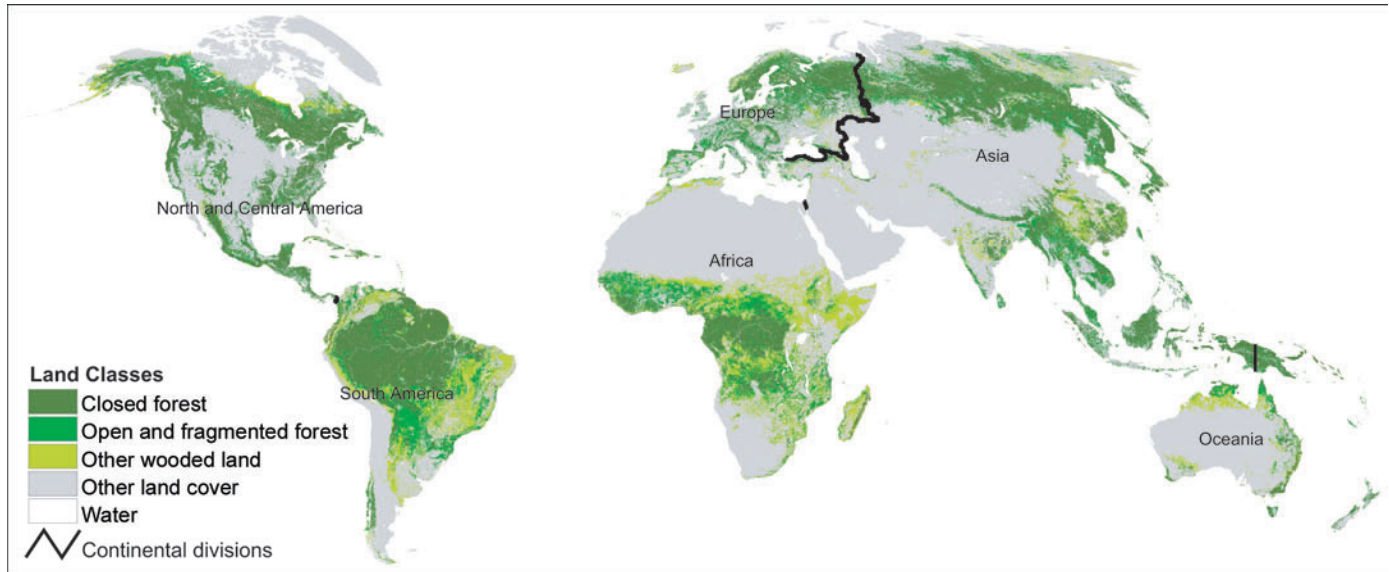 Europe
Asia
North and Central America
Africa
South America
Oceania
Land Classes
Closed forest
Open and fragmented forest
Other wooded land
Other land cover
Water
Continental divisions